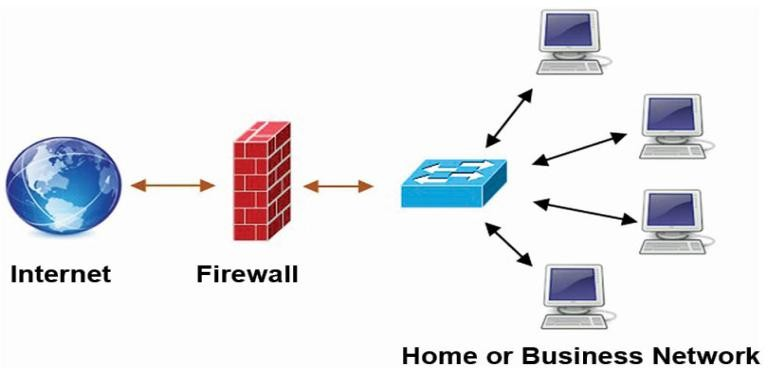 Internet
Firewall
Home or Business Network